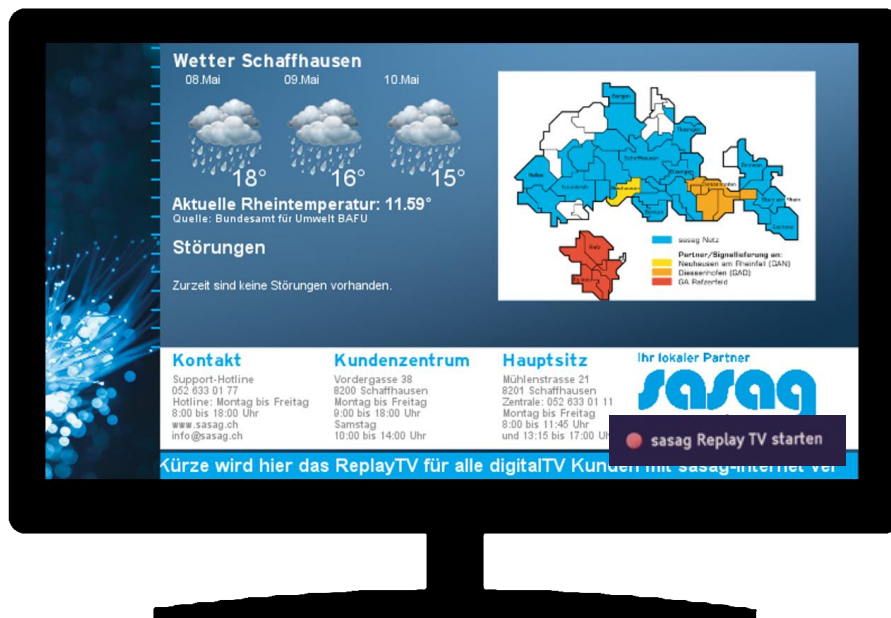 Wetter Schaffhausen
08.Mai 09.Mai 10.Mai
18° 16° 15°
Aktuelle Rheintemperatur: 11.59°
Quelle: Bundesamt für Umwelt BAFU
Störungen
Zurzeit sind keine Störungen vorhanden.
Schaffhausen
sasag Netz
Partner/Signallieferung an:
Neuhausen am Rheinfall (GAN)
Diessenhofen (GAD)
GA Rafzerfeld
Kontakt
Support-Hotline
052 633 01 77
Hotline: Montag bis Freitag
8:00 bis 18:00 Uhr
www.sasag.ch
info@sasag.ch
Kundenzentrum
Vordergasse 38
8200 Schaffhausen
Montag bis Freitag
9:00 bis 18:00 Uhr
Samstag
10:00 bis 14:00 Uhr
Hauptsitz
Mühlenstrasse 21
8201 Schaffhausen
Zentrale: 052 633 01 11
Montag bis Freitag
8:00 bis 11:45 Uhr
und 13:15 bis 17:00 Uh
Ihr lokaler Partner
sasag
sasag Replay TV starten
Kürze wird hier das ReplayTV für alle digitalTV Kunden mit sasag-Internet ver